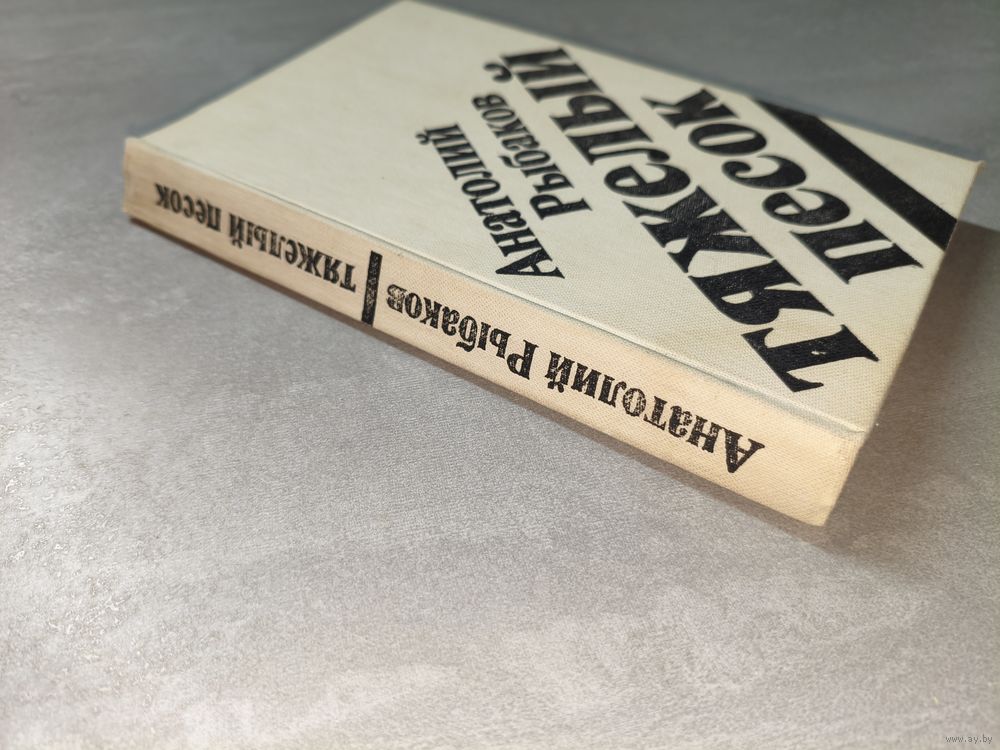 Анатолий
Рыбаков
Тяжелый
песок
Анатолий Рыбаков
тяжелый песок
www.ay.by